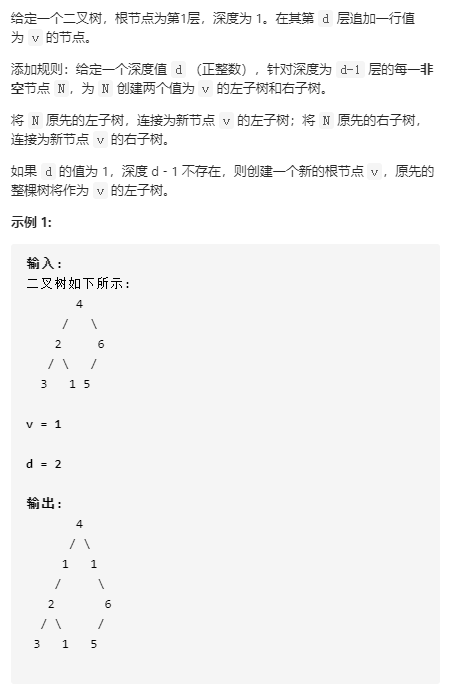 给定一个二叉树，根节点为第1层，深度为 1。在其第 d 层追加一行值
为 v 的节点。
添加规则：给定一个深度值 d （正整数），针对深度为 d-1 层的每一非
空节点 N，为 N 创建两个值为 v 的左子树和右子树。
将 N 原先的左子树，连接为新节点 v 的左子树；将 N 原先的右子树，
连接为新节点 v 的右子树。
如果 d 的值为 1，深度 d - 1 不存在，则创建一个新的根节点 v，原先的
整棵树将作为 v 的左子树。
示例 1:
输入:
二叉树如下所示:
       4
     /   \
    2     6
   / \   /
  3   1 5
v = 1
d = 2
输出:
       4
      / \
     1   1
    /     \
   2       6
  / \     /
 3   1   5